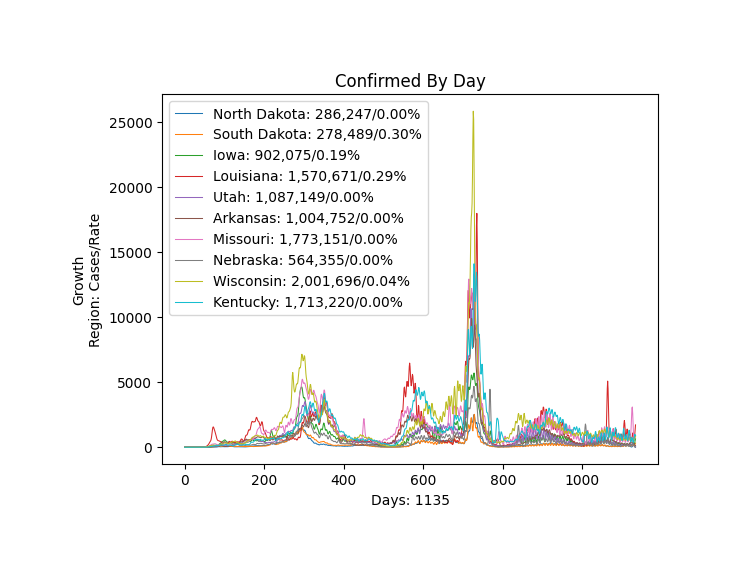 Confirmed By Day
Growth
Region: Cases/Rate
25000
20000
15000
10000
5000
0
North Dakota: 286,247/0.00%
South Dakota: 278,489/0.30%
Iowa: 902,075/0.19%
Louisiana: 1,570,671/0.29%
Utah: 1,087,149/0.00%
Arkansas: 1,004,752/0.00%
Missouri: 1,773,151/0.00%
Nebraska: 564,355/0.00%
Wisconsin: 2,001,696/0.04%
Kentucky: 1,713,220/0.00%
0 200 400 600 800 1000
Days: 1135